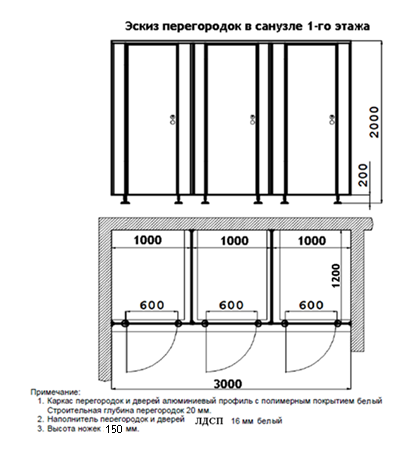 Эскиз перегородок в санузле 1-го этажа
2000
200
1000 1000 1000
1200
600 600 600
3000
Примечание:
1. Каркас перегородок и дверей алюминиевый профиль с полимерным покрытием белый
Строительная глубина перегородок 20 мм.
2. Наполнитель перегородок и дверей ЛДСП 16 мм белый
3. Высота ножек 150 мм.